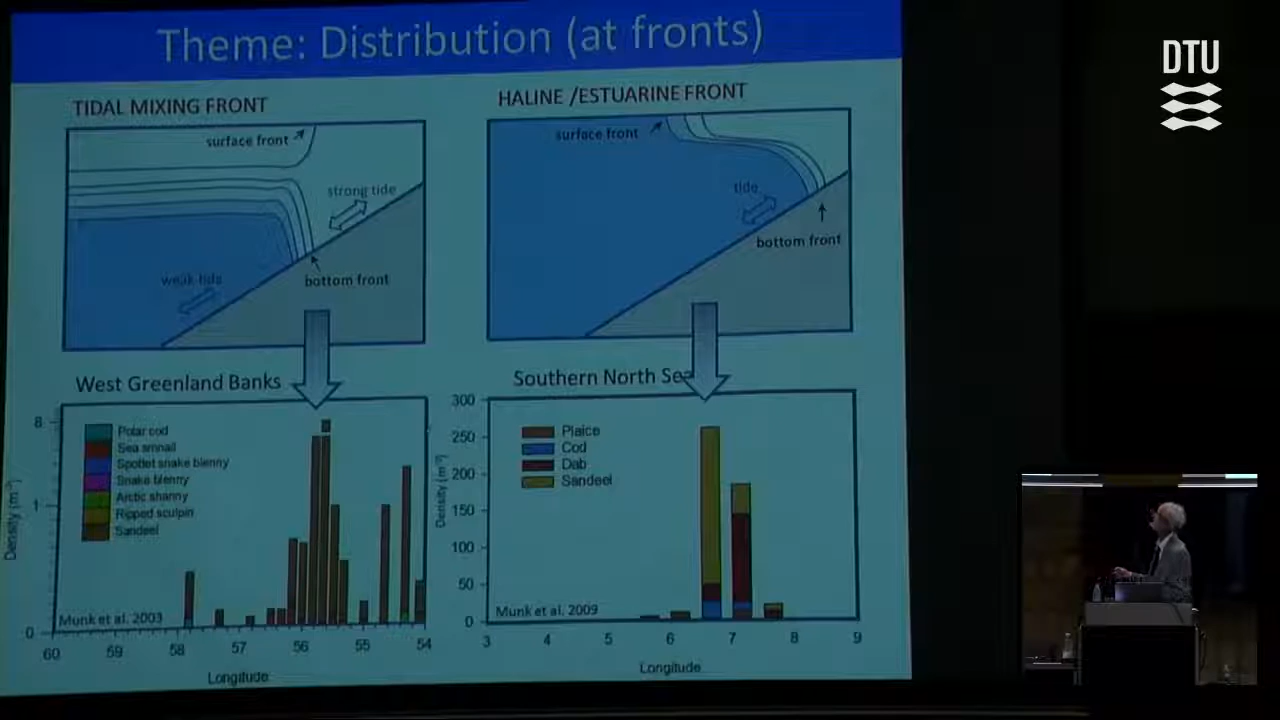 Theme: Distribution (at fronts)
DTU
TIDAL MIXING FRONT
surface front
strong tide
weak tide
bottom front
HALINE /ESTUARINE FRONT
surface front
tide
bottom front
West Greenland Banks
8
1
0
Density (m⁻³)
Polar cod
Sea snnail
Spottet snake blenny
Snake blenny
Arctic shanny
Ripped sculpin
Sandeel
Munk et al. 2003
60 59 58 57 56 55 54
Longitude
Southern North Sea
300
250
200
150
100
50
0
Density (m⁻³)
Plaice
Cod
Dab
Sandeel
Munk et al. 2009
3 4 5 6 7 8 9
Longitude